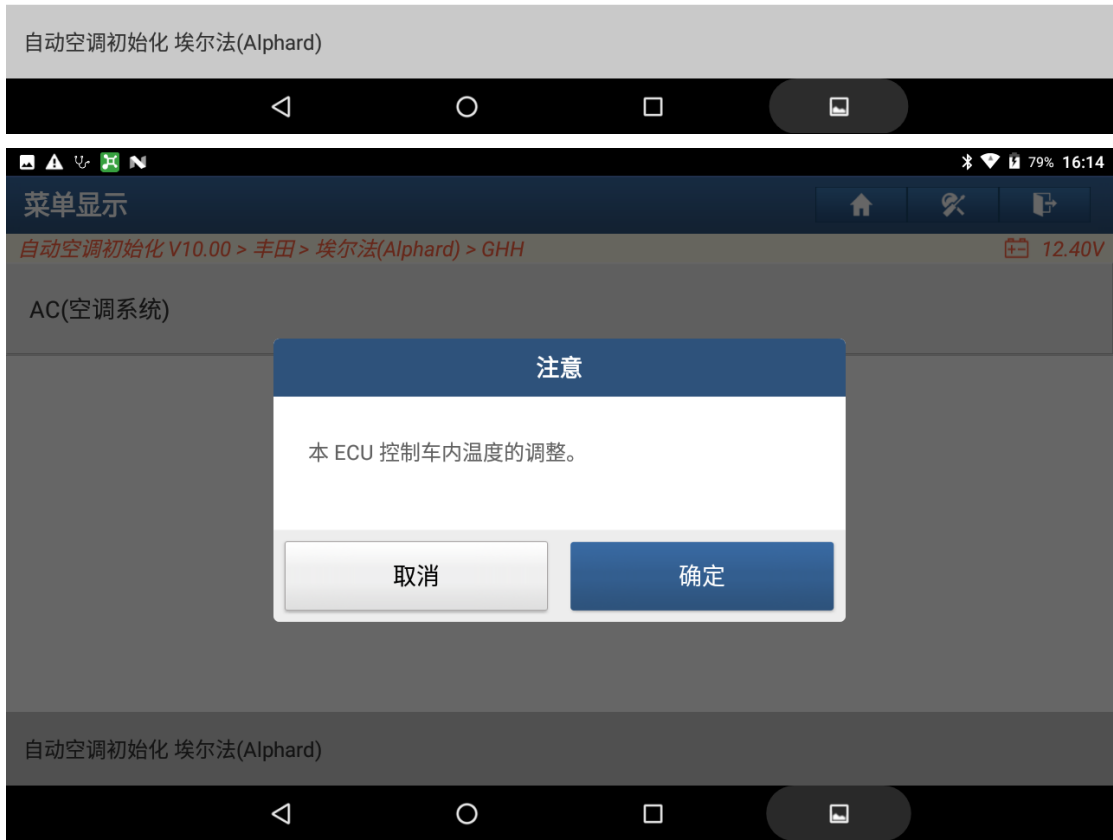 自动空调初始化 埃尔法(Alphard)
79% 16:14
菜单显示
自动空调初始化 V10.00 > 丰田 > 埃尔法(Alphard) > GHH
12.40V
AC(空调系统)
注意
本 ECU 控制车内温度的调整。
取消
确定
自动空调初始化 埃尔法(Alphard)